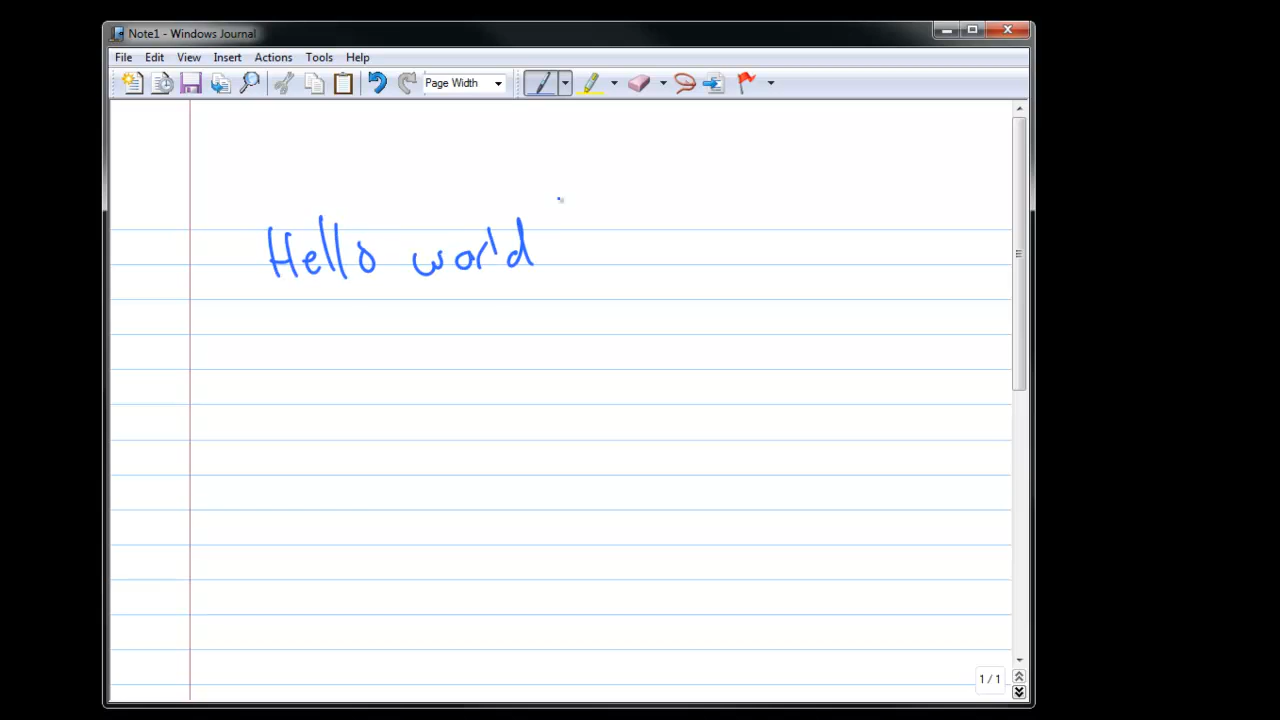 Note1 - Windows Journal
File Edit View Insert Actions Tools Help
Page Width
Hello world
1 / 1